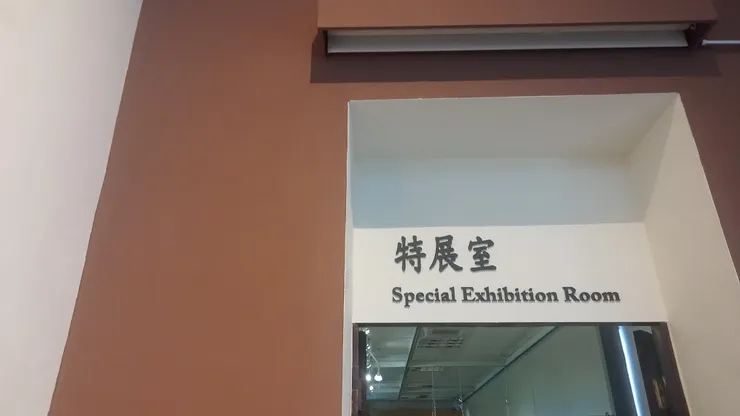 特展室
Special Exhibition Room